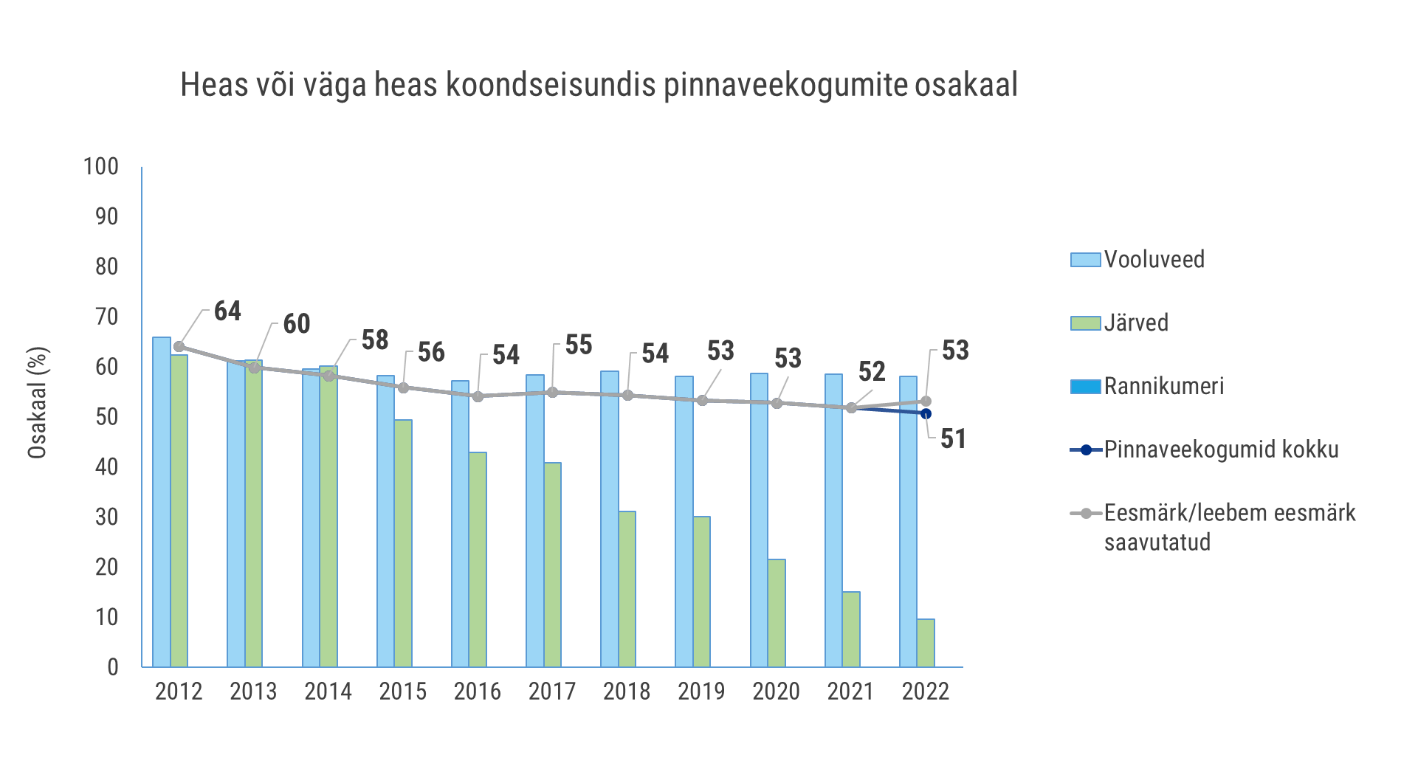 Heas või väga heas koondseisundis pinnaveekogumite osakaal
Osakaal (%)
100
90
80
70
60
50
40
30
20
10
0
64
60
58
56
54
55
54
53
53
52
53
51
2012 2013 2014 2015 2016 2017 2018 2019 2020 2021 2022
Vooluveed
Järved
Rannikumeri
Pinnaveekogumid kokku
Eesmärk/leebem eesmärk
saavutatud